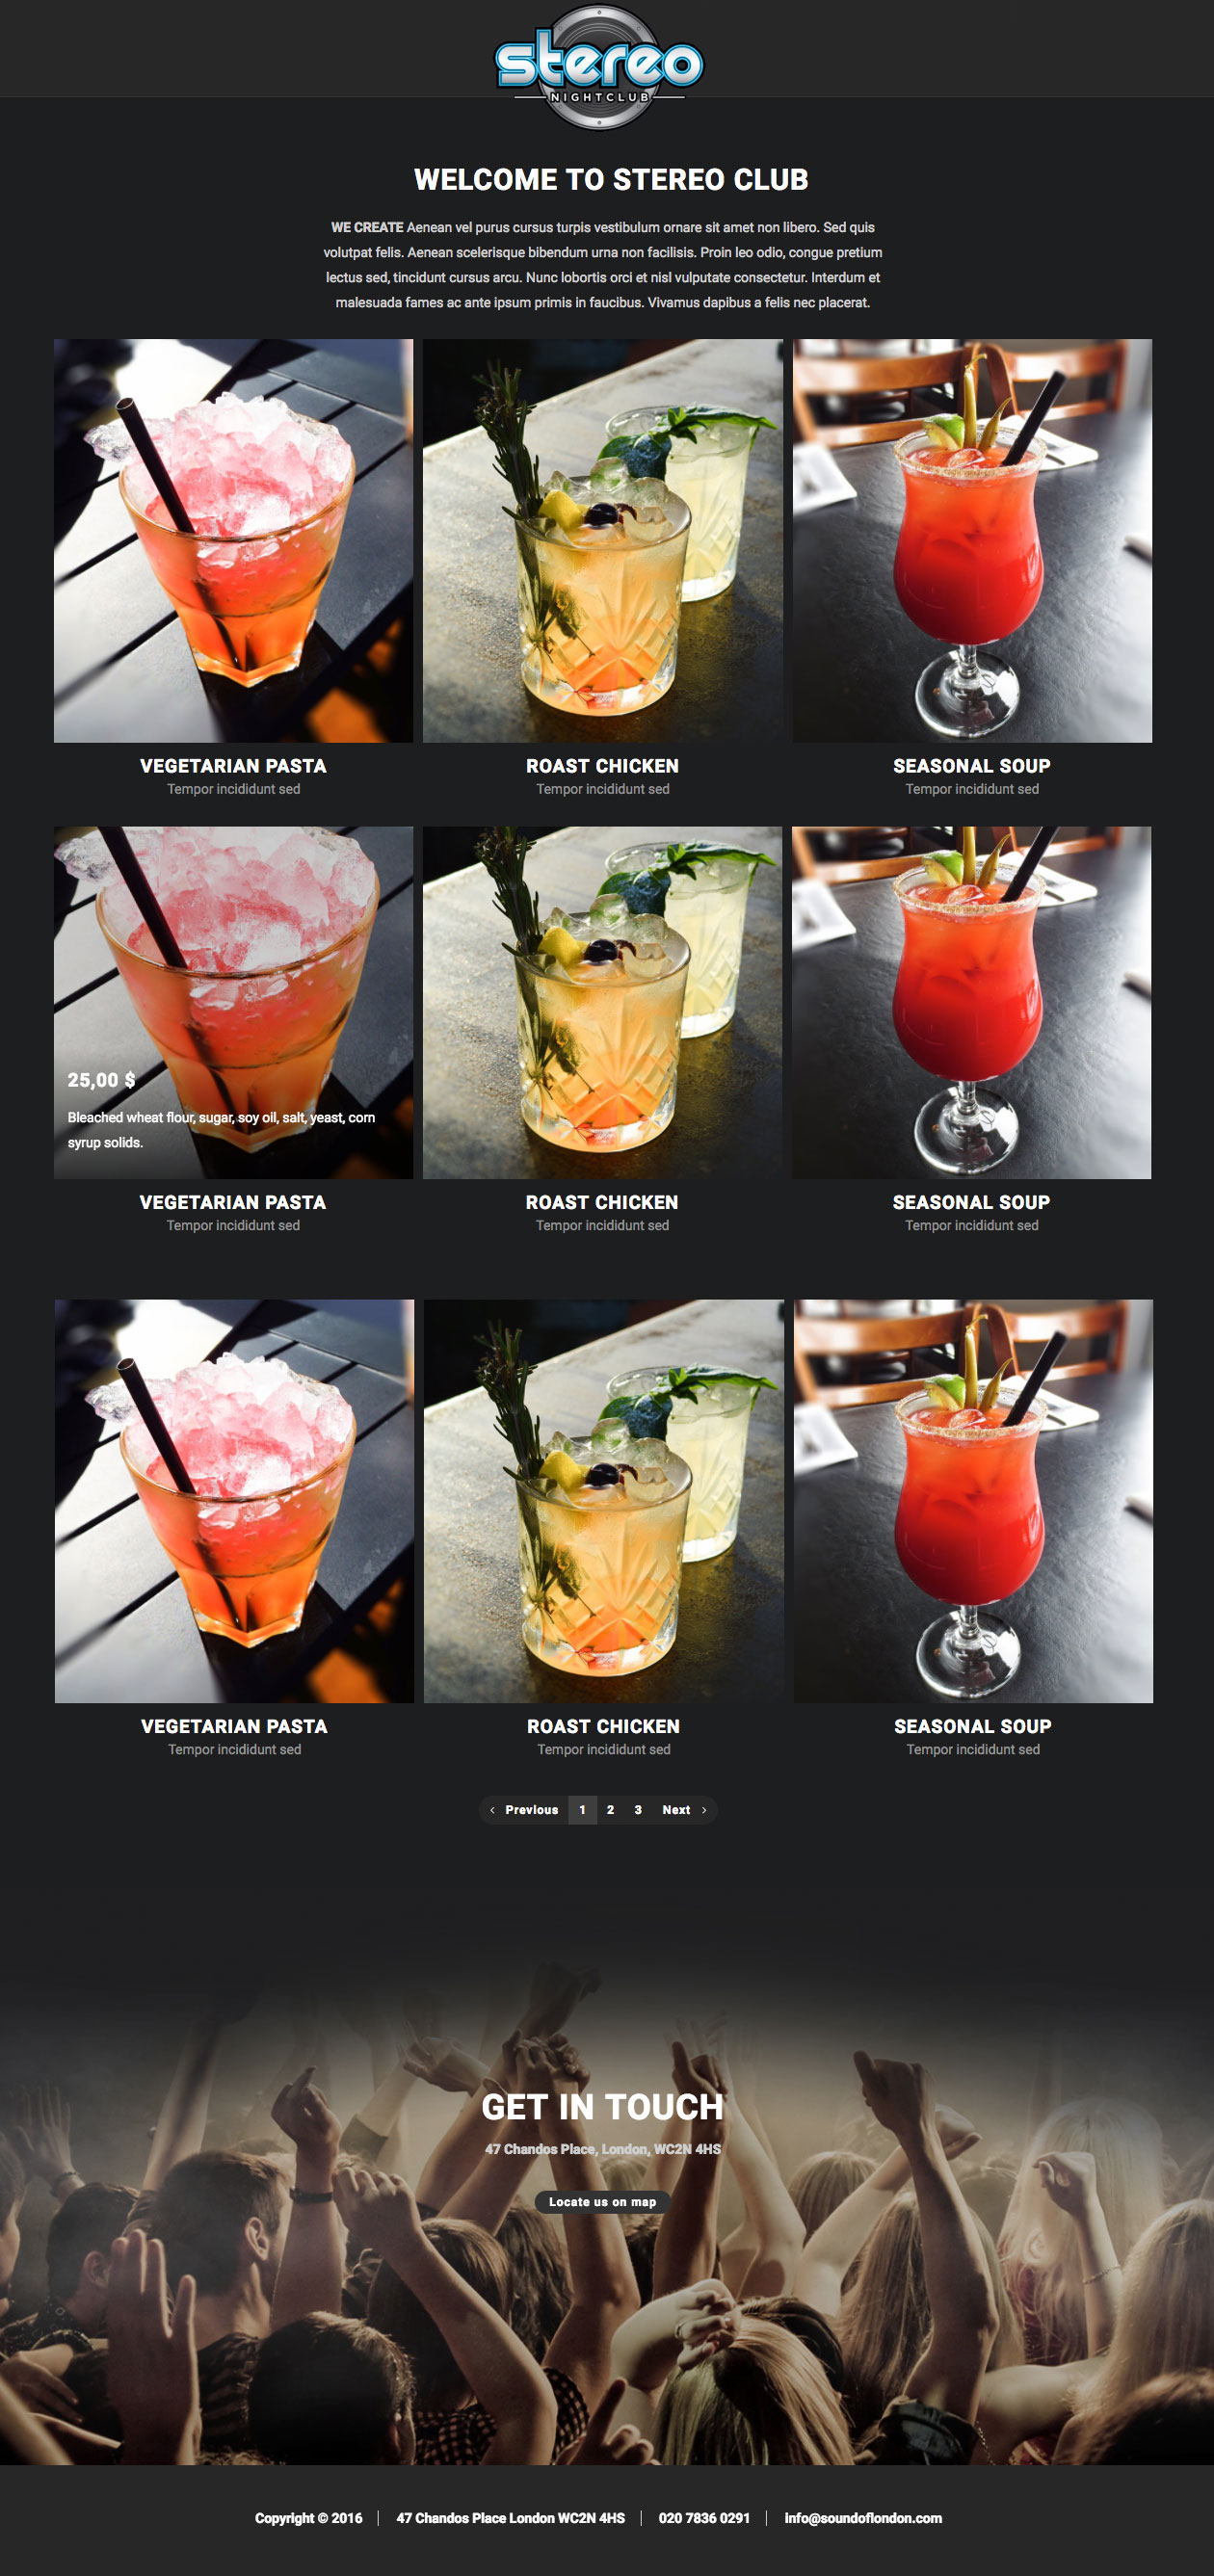 stereo
NIGHTCLUB
WELCOME TO STEREO CLUB
WE CREATE Aenean vel purus cursus turpis vestibulum ornare sit amet non libero. Sed quis
volutpat felis. Aenean scelerisque bibendum urna non facilisis. Proin leo odio, congue pretium
lectus sed, tincidunt cursus arcu. Nunc lobortis orci et nisl vulputate consectetur. Interdum et
malesuada fames ac ante ipsum primis in faucibus. Vivamus dapibus a felis nec placerat.
VEGETARIAN PASTA
Tempor incididunt sed
ROAST CHICKEN
Tempor incididunt sed
SEASONAL SOUP
Tempor incididunt sed
25,00 $
Bleached wheat flour, sugar, soy oil, salt, yeast, corn
syrup solids.
VEGETARIAN PASTA
Tempor incididunt sed
ROAST CHICKEN
Tempor incididunt sed
SEASONAL SOUP
Tempor incididunt sed
VEGETARIAN PASTA
Tempor incididunt sed
ROAST CHICKEN
Tempor incididunt sed
SEASONAL SOUP
Tempor incididunt sed
‹ Previous 1 2 3 Next ›
GET IN TOUCH
47 Chandos Place, London, WC2N 4HS
Locate us on map
Copyright © 2016 | 47 Chandos Place London WC2N 4HS | 020 7836 0291 | info@soundoflondon.com